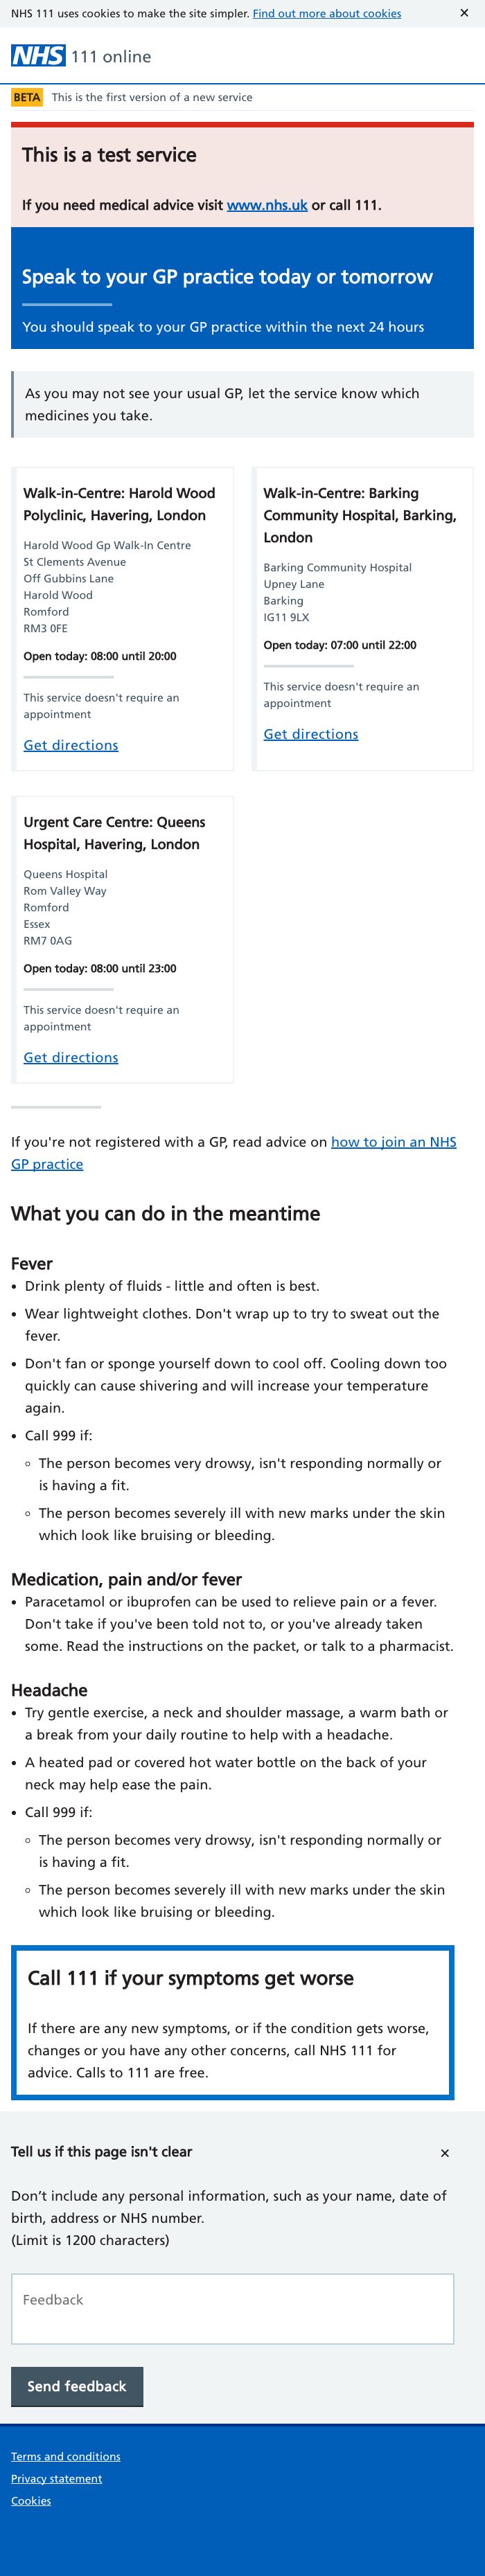 NHS 111 uses cookies to make the site simpler. Find out more about cookies ✕
NHS 111 online
BETA This is the first version of a new service
This is a test service
If you need medical advice visit www.nhs.uk or call 111.
Speak to your GP practice today or tomorrow
You should speak to your GP practice within the next 24 hours
As you may not see your usual GP, let the service know which
medicines you take.
Walk-in-Centre: Harold Wood
Polyclinic, Havering, London
Harold Wood Gp Walk-In Centre
St Clements Avenue
Off Gubbins Lane
Harold Wood
Romford
RM3 0FE
Open today: 08:00 until 20:00
This service doesn't require an
appointment
Get directions
Walk-in-Centre: Barking
Community Hospital, Barking,
London
Barking Community Hospital
Upney Lane
Barking
IG11 9LX
Open today: 07:00 until 22:00
This service doesn't require an
appointment
Get directions
Urgent Care Centre: Queens
Hospital, Havering, London
Queens Hospital
Rom Valley Way
Romford
Essex
RM7 0AG
Open today: 08:00 until 23:00
This service doesn't require an
appointment
Get directions
If you're not registered with a GP, read advice on how to join an NHS
GP practice
What you can do in the meantime
Fever
• Drink plenty of fluids - little and often is best.
• Wear lightweight clothes. Don't wrap up to try to sweat out the
fever.
• Don't fan or sponge yourself down to cool off. Cooling down too
quickly can cause shivering and will increase your temperature
again.
• Call 999 if:
◦ The person becomes very drowsy, isn't responding normally or
is having a fit.
◦ The person becomes severely ill with new marks under the skin
which look like bruising or bleeding.
Medication, pain and/or fever
• Paracetamol or ibuprofen can be used to relieve pain or a fever.
Don't take if you've been told not to, or you've already taken
some. Read the instructions on the packet, or talk to a pharmacist.
Headache
• Try gentle exercise, a neck and shoulder massage, a warm bath or
a break from your daily routine to help with a headache.
• A heated pad or covered hot water bottle on the back of your
neck may help ease the pain.
• Call 999 if:
◦ The person becomes very drowsy, isn't responding normally or
is having a fit.
◦ The person becomes severely ill with new marks under the skin
which look like bruising or bleeding.
Call 111 if your symptoms get worse
If there are any new symptoms, or if the condition gets worse,
changes or you have any other concerns, call NHS 111 for
advice. Calls to 111 are free.
Tell us if this page isn't clear ✕
Don’t include any personal information, such as your name, date of
birth, address or NHS number.
(Limit is 1200 characters)
Feedback
Send feedback
Terms and conditions
Privacy statement
Cookies